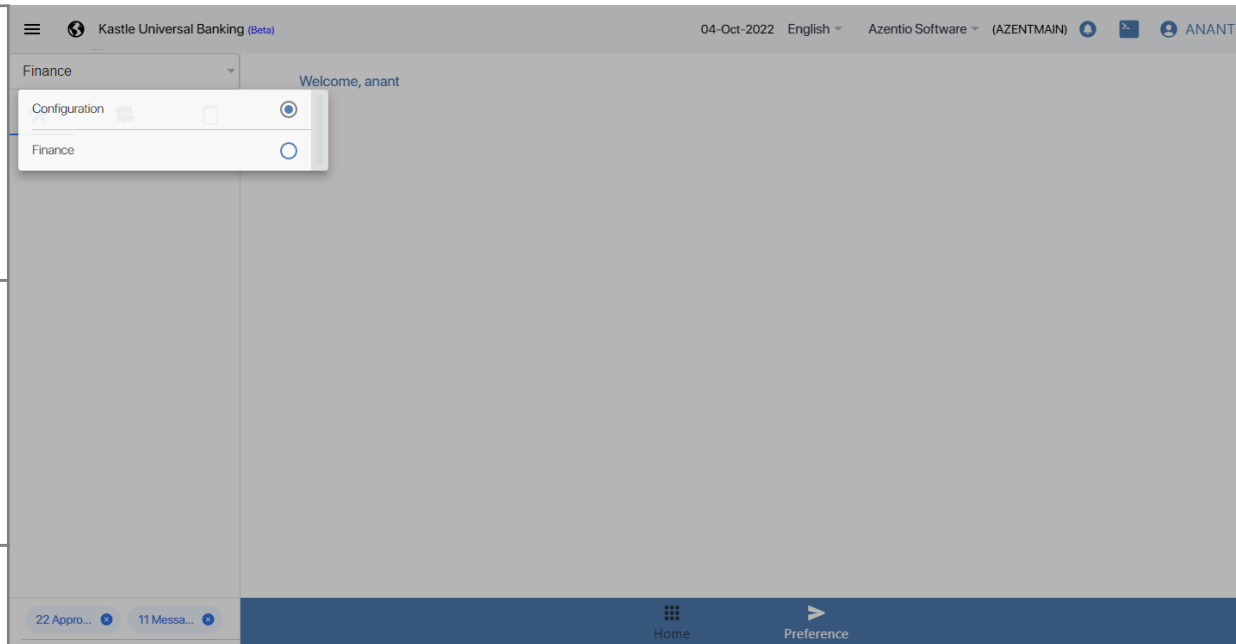 Kastle Universal Banking (Beta) 04-Oct-2022 English Azentio Software (AZENTMAIN) ANANT
Finance
Welcome, anant
Configuration
Finance
22 Appro... 11 Messa...
Home Preference